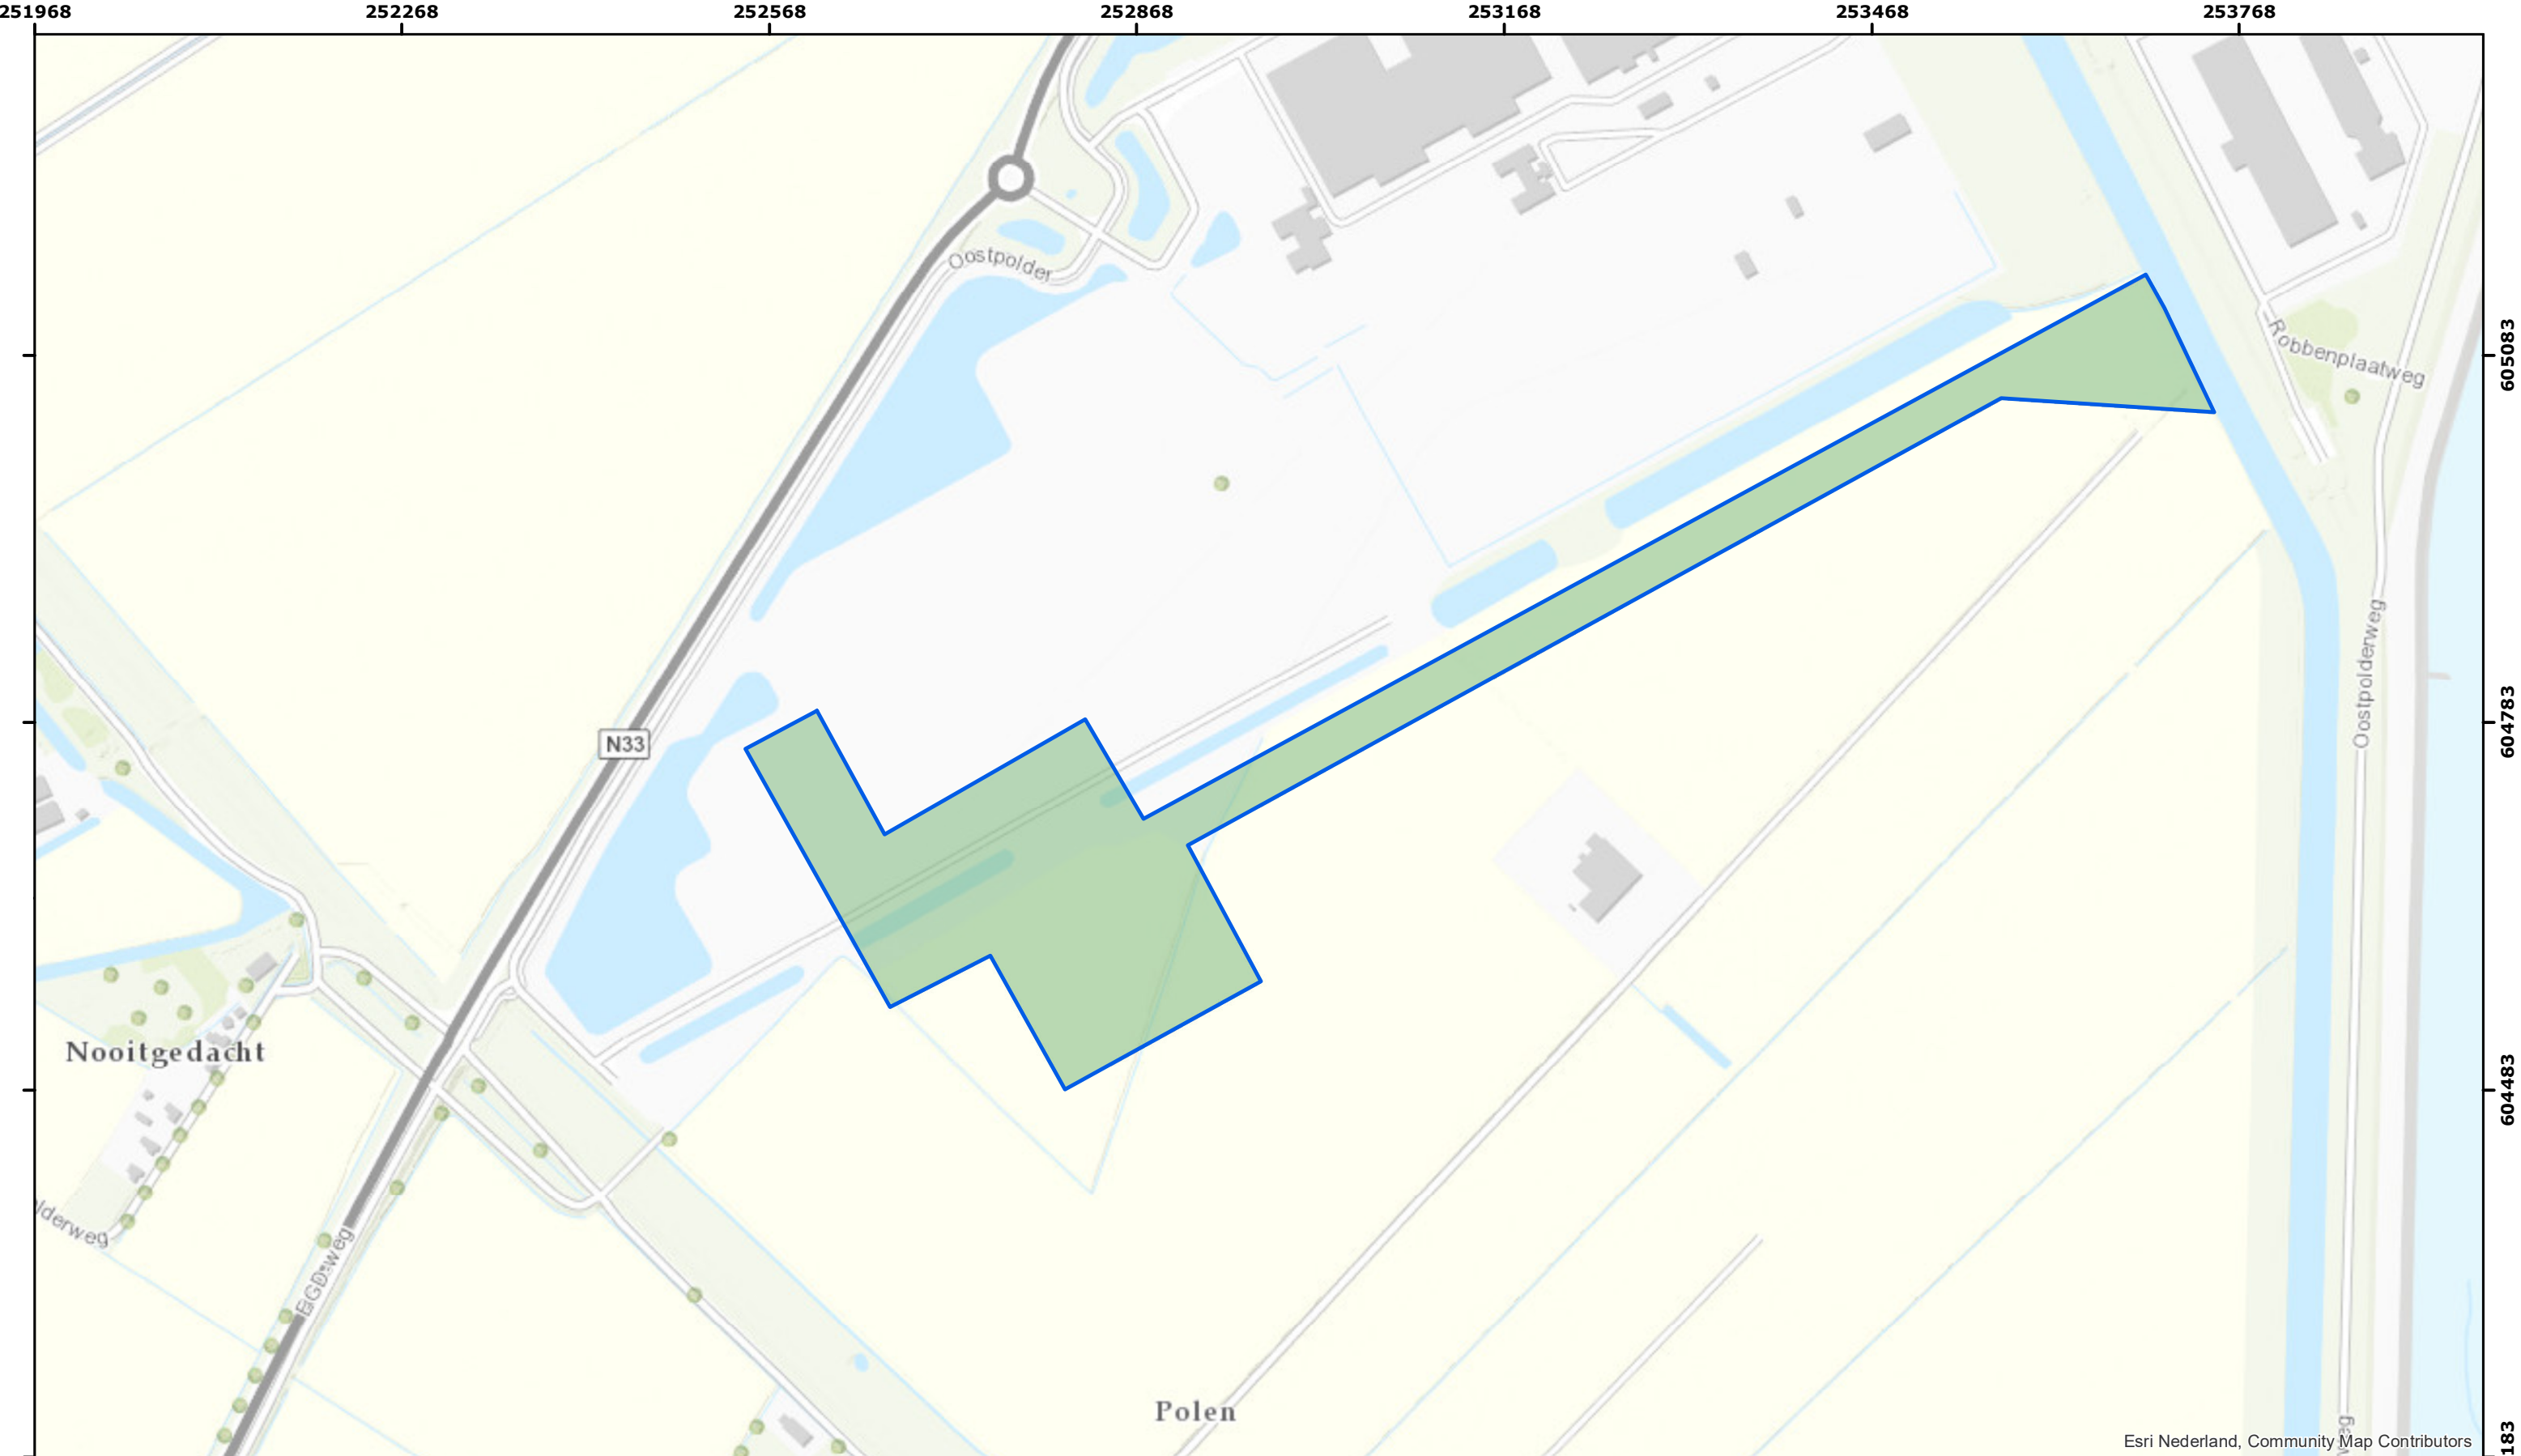 251968 252268 252568 252868 253168 253468 253768
Oostpolder
Robbenplaatweg
605083
Oostpolderweg
N33
604783
Nooitgedacht
604483
lderweg
EGD-weg
Polen
183
Esri Nederland, Community Map Contributors